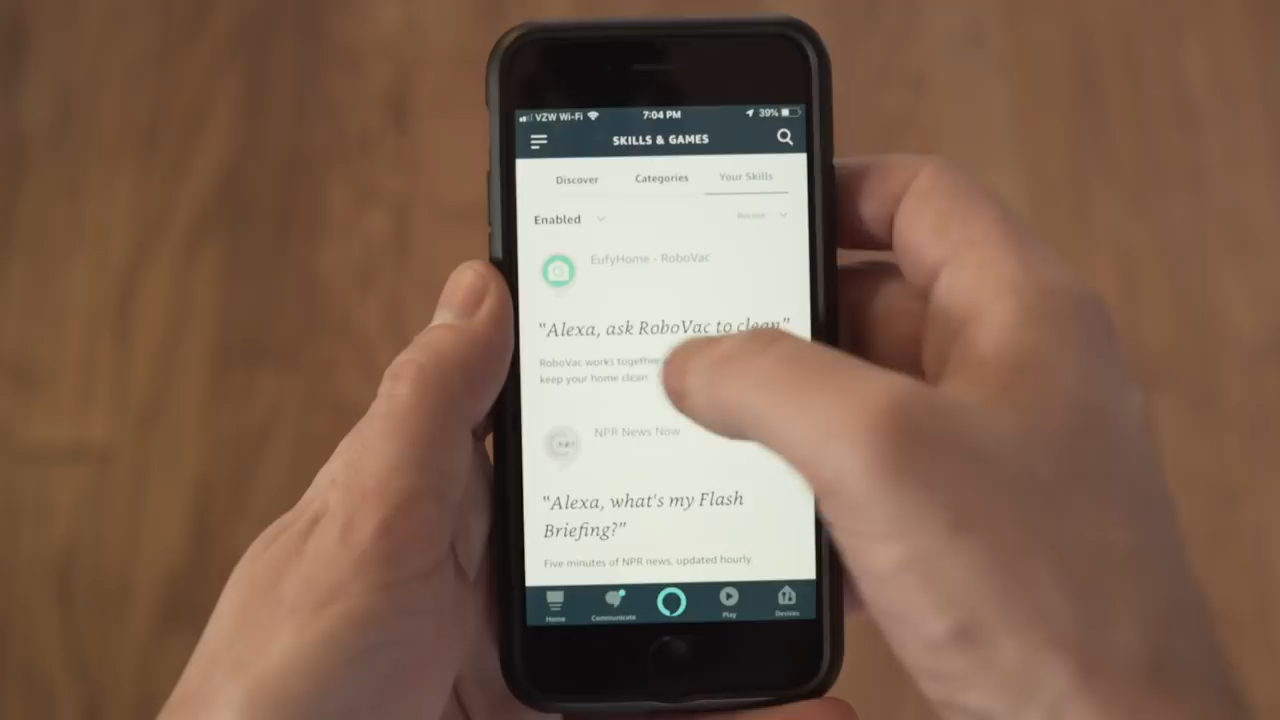 VZW Wi-Fi 7:04 PM 39%
SKILLS & GAMES
Discover Categories Your Skills
Enabled Recent
EufyHome - RoboVac
"Alexa, ask RoboVac to clean"
RoboVac works together
keep your home clean
NPR News Now
"Alexa, what's my Flash
Briefing?"
Five minutes of NPR news, updated hourly.
Home Communicate Play Devices